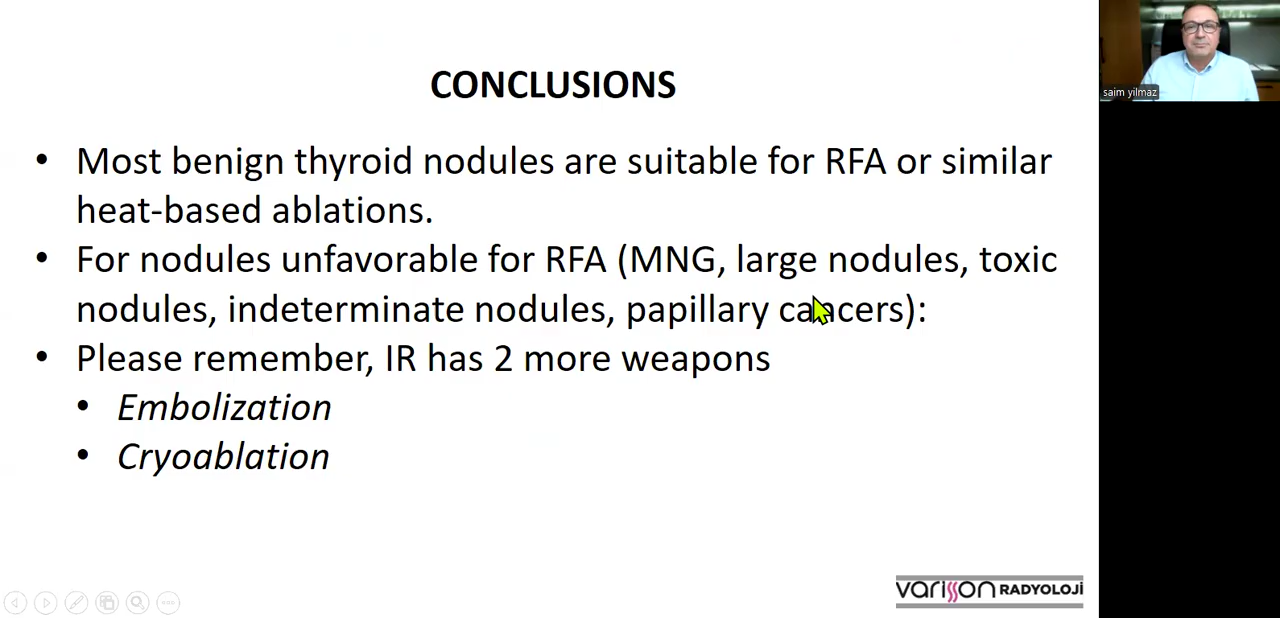 CONCLUSIONS
• Most benign thyroid nodules are suitable for RFA or similar
heat-based ablations.
• For nodules unfavorable for RFA (MNG, large nodules, toxic
nodules, indeterminate nodules, papillary cancers):
• Please remember, IR has 2 more weapons
• Embolization
• Cryoablation
varisson RADYOLOJİ
saim yilmaz